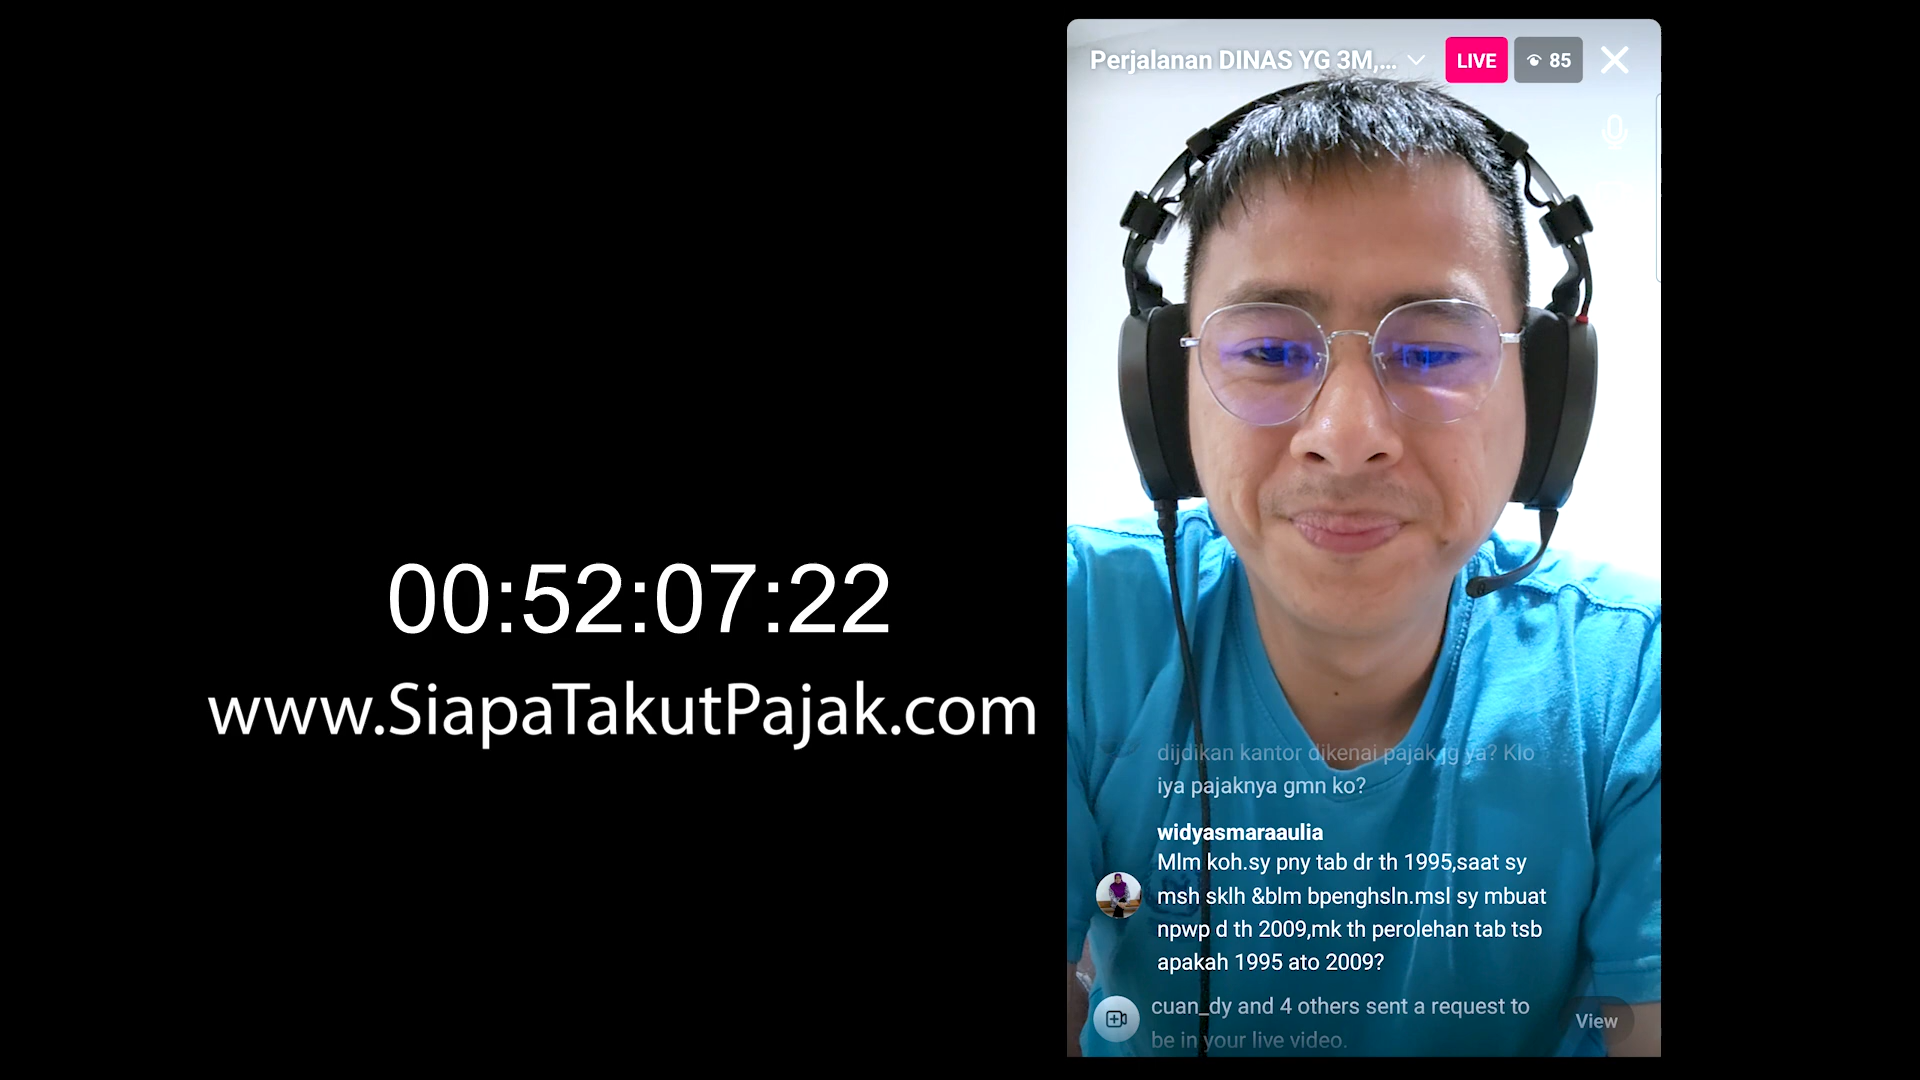 Perjalanan DINAS YG 3M,...
LIVE
85
00:52:07:22
www.SiapaTakutPajak.com
dijdikan kantor dikenai pajak jg ya? Klo
iya pajaknya gmn ko?
widyasmaraaulia
Mlm koh.sy pny tab dr th 1995,saat sy
msh sklh &blm bpenghsln.msl sy mbuat
npwp d th 2009,mk th perolehan tab tsb
apakah 1995 ato 2009?
cuan_dy and 4 others sent a request to
be in your live video.
View